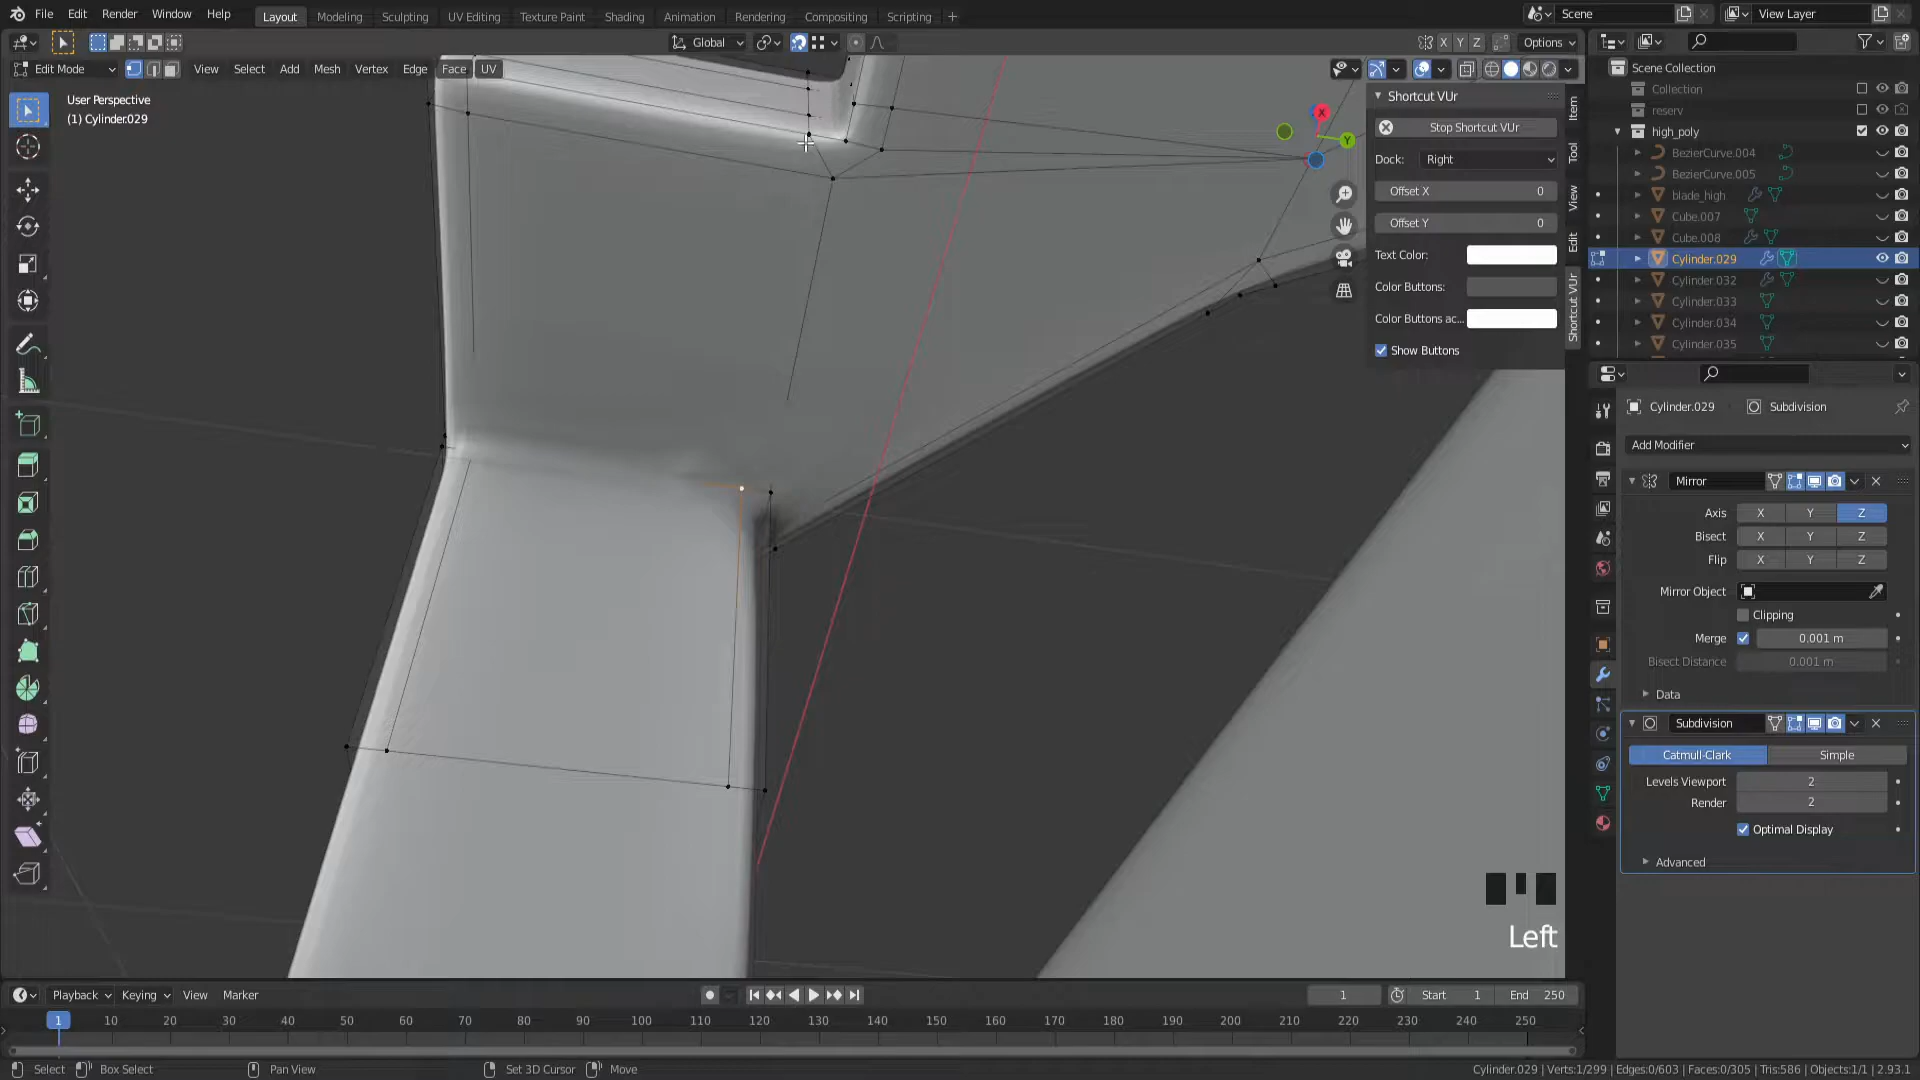 File Edit Render Window Help
Layout Modeling Sculpting UV Editing Texture Paint Shading Animation Rendering Compositing Scripting +
Scene
View Layer
Global
X Y Z
Options
Edit Mode
View Select Add Mesh Vertex Edge Face UV
User Perspective
(1) Cylinder.029
X
Y
Shortcut VUr
Stop Shortcut VUr
Dock: Right
Offset X 0
Offset Y 0
Text Color:
Color Buttons:
Color Buttons ac...
Show Buttons
Item
Tool
View
Edit
Shortcut VUr
Scene Collection
Collection
reserv
high_poly
BezierCurve.004
BezierCurve.005
blade_high
Cube.007
Cube.008
Cylinder.029
Cylinder.032
Cylinder.033
Cylinder.034
Cylinder.035
Cylinder.029 Subdivision
Add Modifier
Mirror
Axis X Y Z
Bisect X Y Z
Flip X Y Z
Mirror Object
Clipping
Merge 0.001 m
Bisect Distance 0.001 m
Data
Subdivision
Catmull-Clark Simple
Levels Viewport 2
Render 2
Optimal Display
Advanced
Left
Playback Keying View Marker
1 Start 1 End 250
1 10 20 30 40 50 60 70 80 90 100 110 120 130 140 150 160 170 180 190 200 210 220 230 240 250
Select Box Select Pan View Set 3D Cursor Move
Cylinder.029 | Verts:1/299 | Edges:0/603 | Faces:0/305 | Tris:586 | Objects:1/1 | 2.93.1